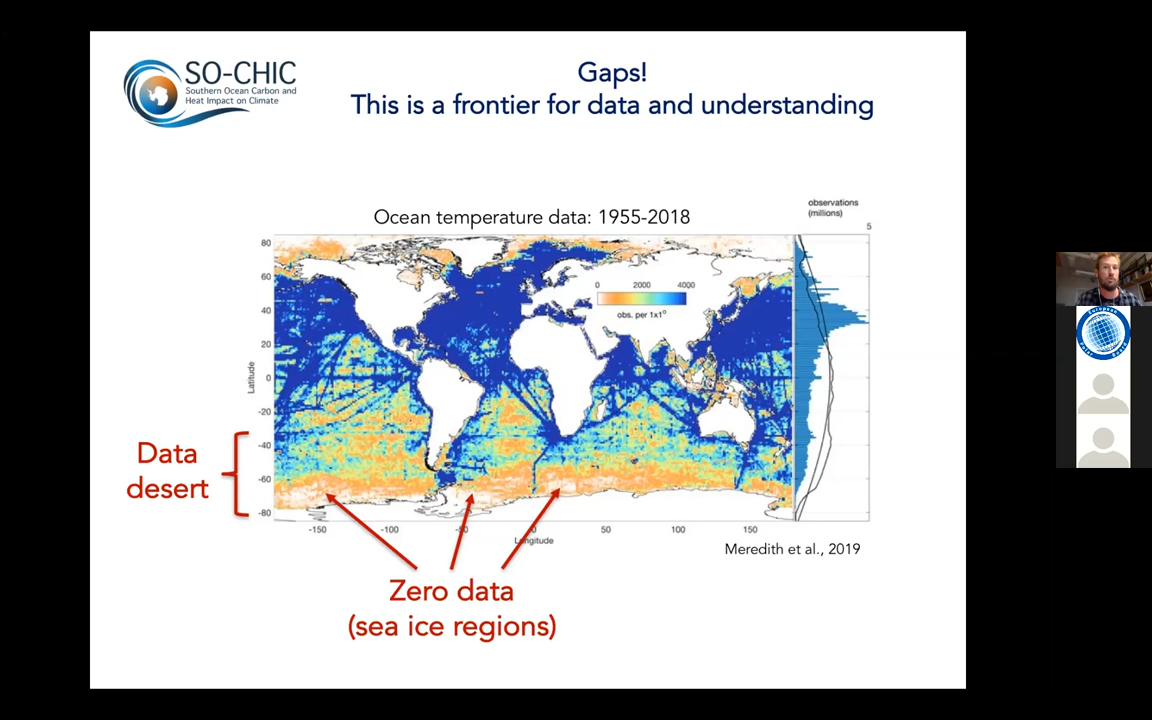 SO-CHIC
Southern Ocean Carbon and
Heat Impact on Climate
Gaps!
This is a frontier for data and understanding
Ocean temperature data: 1955-2018
observations
(millions)
5
80
60
40
20
0
-20
-40
-60
-80
Latitude
0 2000 4000
obs. per 1x1°
-150 -100 -50 0 50 100 150
Longitude
Meredith et al., 2019
Data
desert
Zero data
(sea ice regions)
European
Polar Board